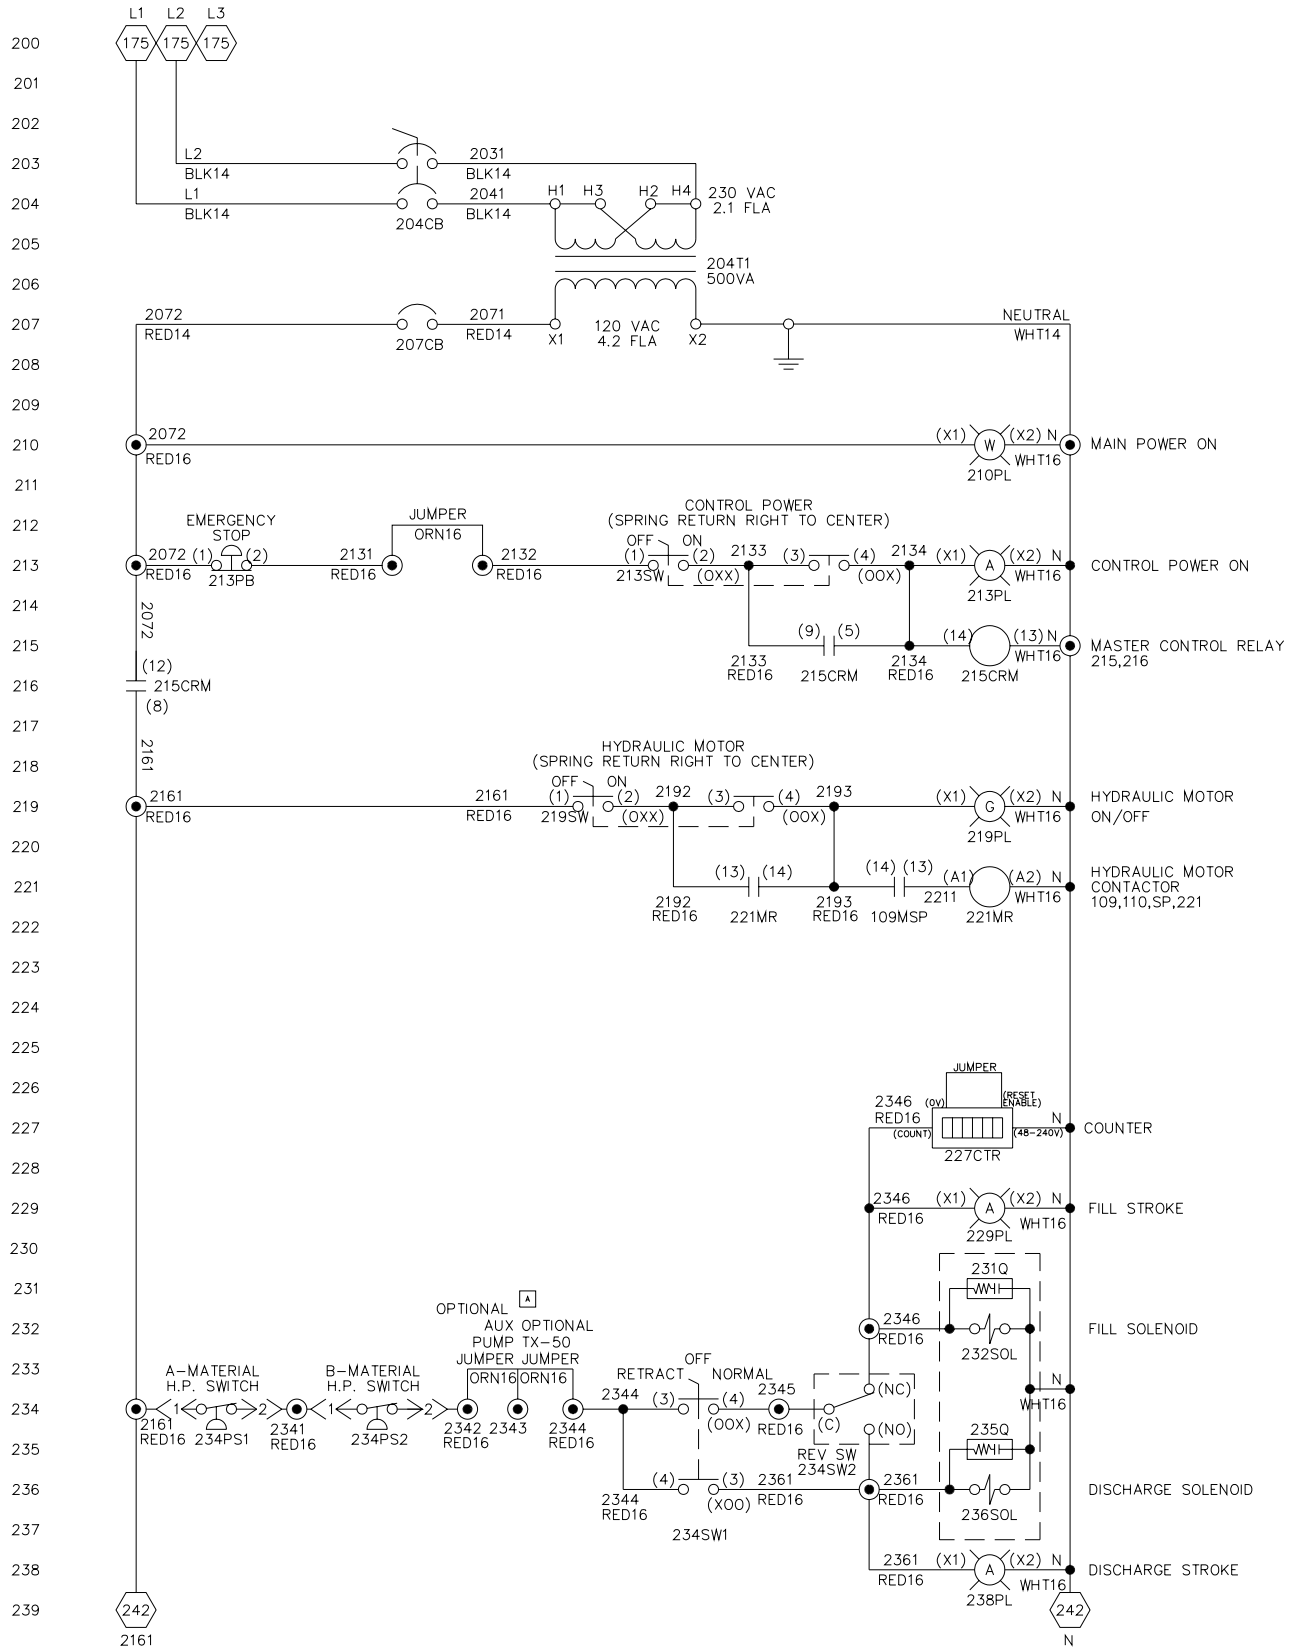 L1 L2 L3
200 175 175 175
201
202
L2 2031
203
BLK14 BLK14
L1 2041 H1 H3 H2 H4 230 VAC
204 2.1 FLA
BLK14 204CB BLK14
205
204T1
206 500VA
2072 2071 NEUTRAL
207 120 VAC
RED14 207CB RED14 X1 4.2 FLA X2 WHT14
208
209
2072 (X1) (X2) N
210 W MAIN POWER ON
RED16 210PL WHT16
211
JUMPER CONTROL POWER
212 EMERGENCY (SPRING RETURN RIGHT TO CENTER)
STOP ORN16 OFF ON
2072 (1) (2) 2131 2132 (1) (2) 2133 (3) (4) 2134 (X1) (X2) N
213 A CONTROL POWER ON
RED16 213PB RED16 RED16 213SW (OXX) (OOX) 213PL WHT16
214 2072
(9) (5) (14) (13) N
215 MASTER CONTROL RELAY
2133 2134 WHT16 215,216
RED16 215CRM RED16 215CRM
(12)
216 215CRM
(8)
217
2161 HYDRAULIC MOTOR
218 (SPRING RETURN RIGHT TO CENTER)
OFF ON
2161 2161 (1) (2) 2192 (3) (4) 2193 (X1) (X2) N HYDRAULIC MOTOR
219 G ON/OFF
RED16 RED16 219SW (OXX) (OOX) 219PL WHT16
220
(13) (14) (14) (13) (A1) (A2) N HYDRAULIC MOTOR
221 CONTACTOR
2192 2193 2211 WHT16 109,110,SP,221
RED16 221MR RED16 109MSP 221MR
222
223
224
225
226 JUMPER
2346 (0V) (RESET ENABLE) N
227 RED16 (COUNT) (48-240V) COUNTER
227CTR
228
2346 (X1) (X2) N
229 A FILL STROKE
RED16 229PL WHT16
230
231 231Q
OPTIONAL A
232 AUX OPTIONAL 2346 FILL SOLENOID
PUMP TX-50 RED16 232SOL
233 A-MATERIAL B-MATERIAL JUMPER JUMPER OFF
H.P. SWITCH H.P. SWITCH ORN16 ORN16 RETRACT NORMAL
2344 (3) (4) 2345 (NC) WHT16
234 1 2 1 2 (C)
2161 2341 2342 2343 2344 (OOX) RED16 (NO)
RED16 234PS1 RED16 234PS2 RED16 RED16
235 REV SW 235Q
234SW2
(4) (3) 2361 2361
236 DISCHARGE SOLENOID
2344 (XOO) RED16 RED16 236SOL
RED16
237 234SW1
2361 (X1) (X2) N
238 A DISCHARGE STROKE
RED16 238PL WHT16
239 242 242
2161 N